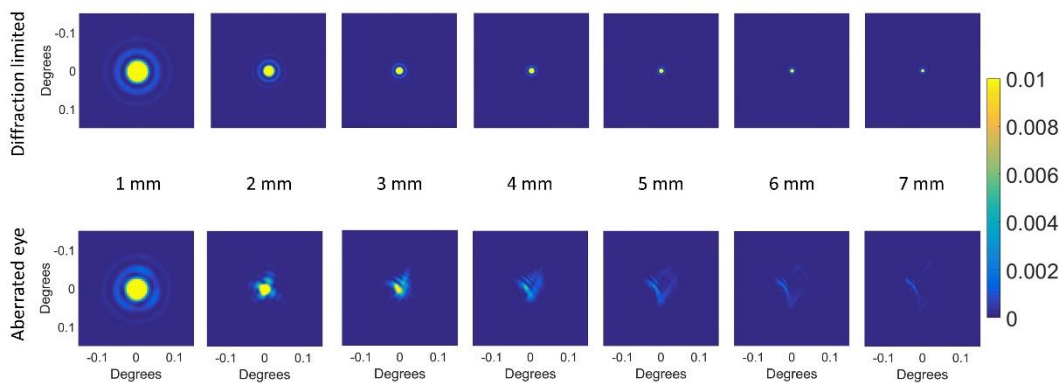 Diffraction limited
Degrees
-0.1
0
0.1
1 mm
2 mm
3 mm
4 mm
5 mm
6 mm
7 mm
Aberrated eye
Degrees
-0.1
0
0.1
-0.1 0 0.1
Degrees
-0.1 0 0.1
Degrees
-0.1 0 0.1
Degrees
-0.1 0 0.1
Degrees
-0.1 0 0.1
Degrees
-0.1 0 0.1
Degrees
-0.1 0 0.1
Degrees
0.01
0.008
0.006
0.004
0.002
0